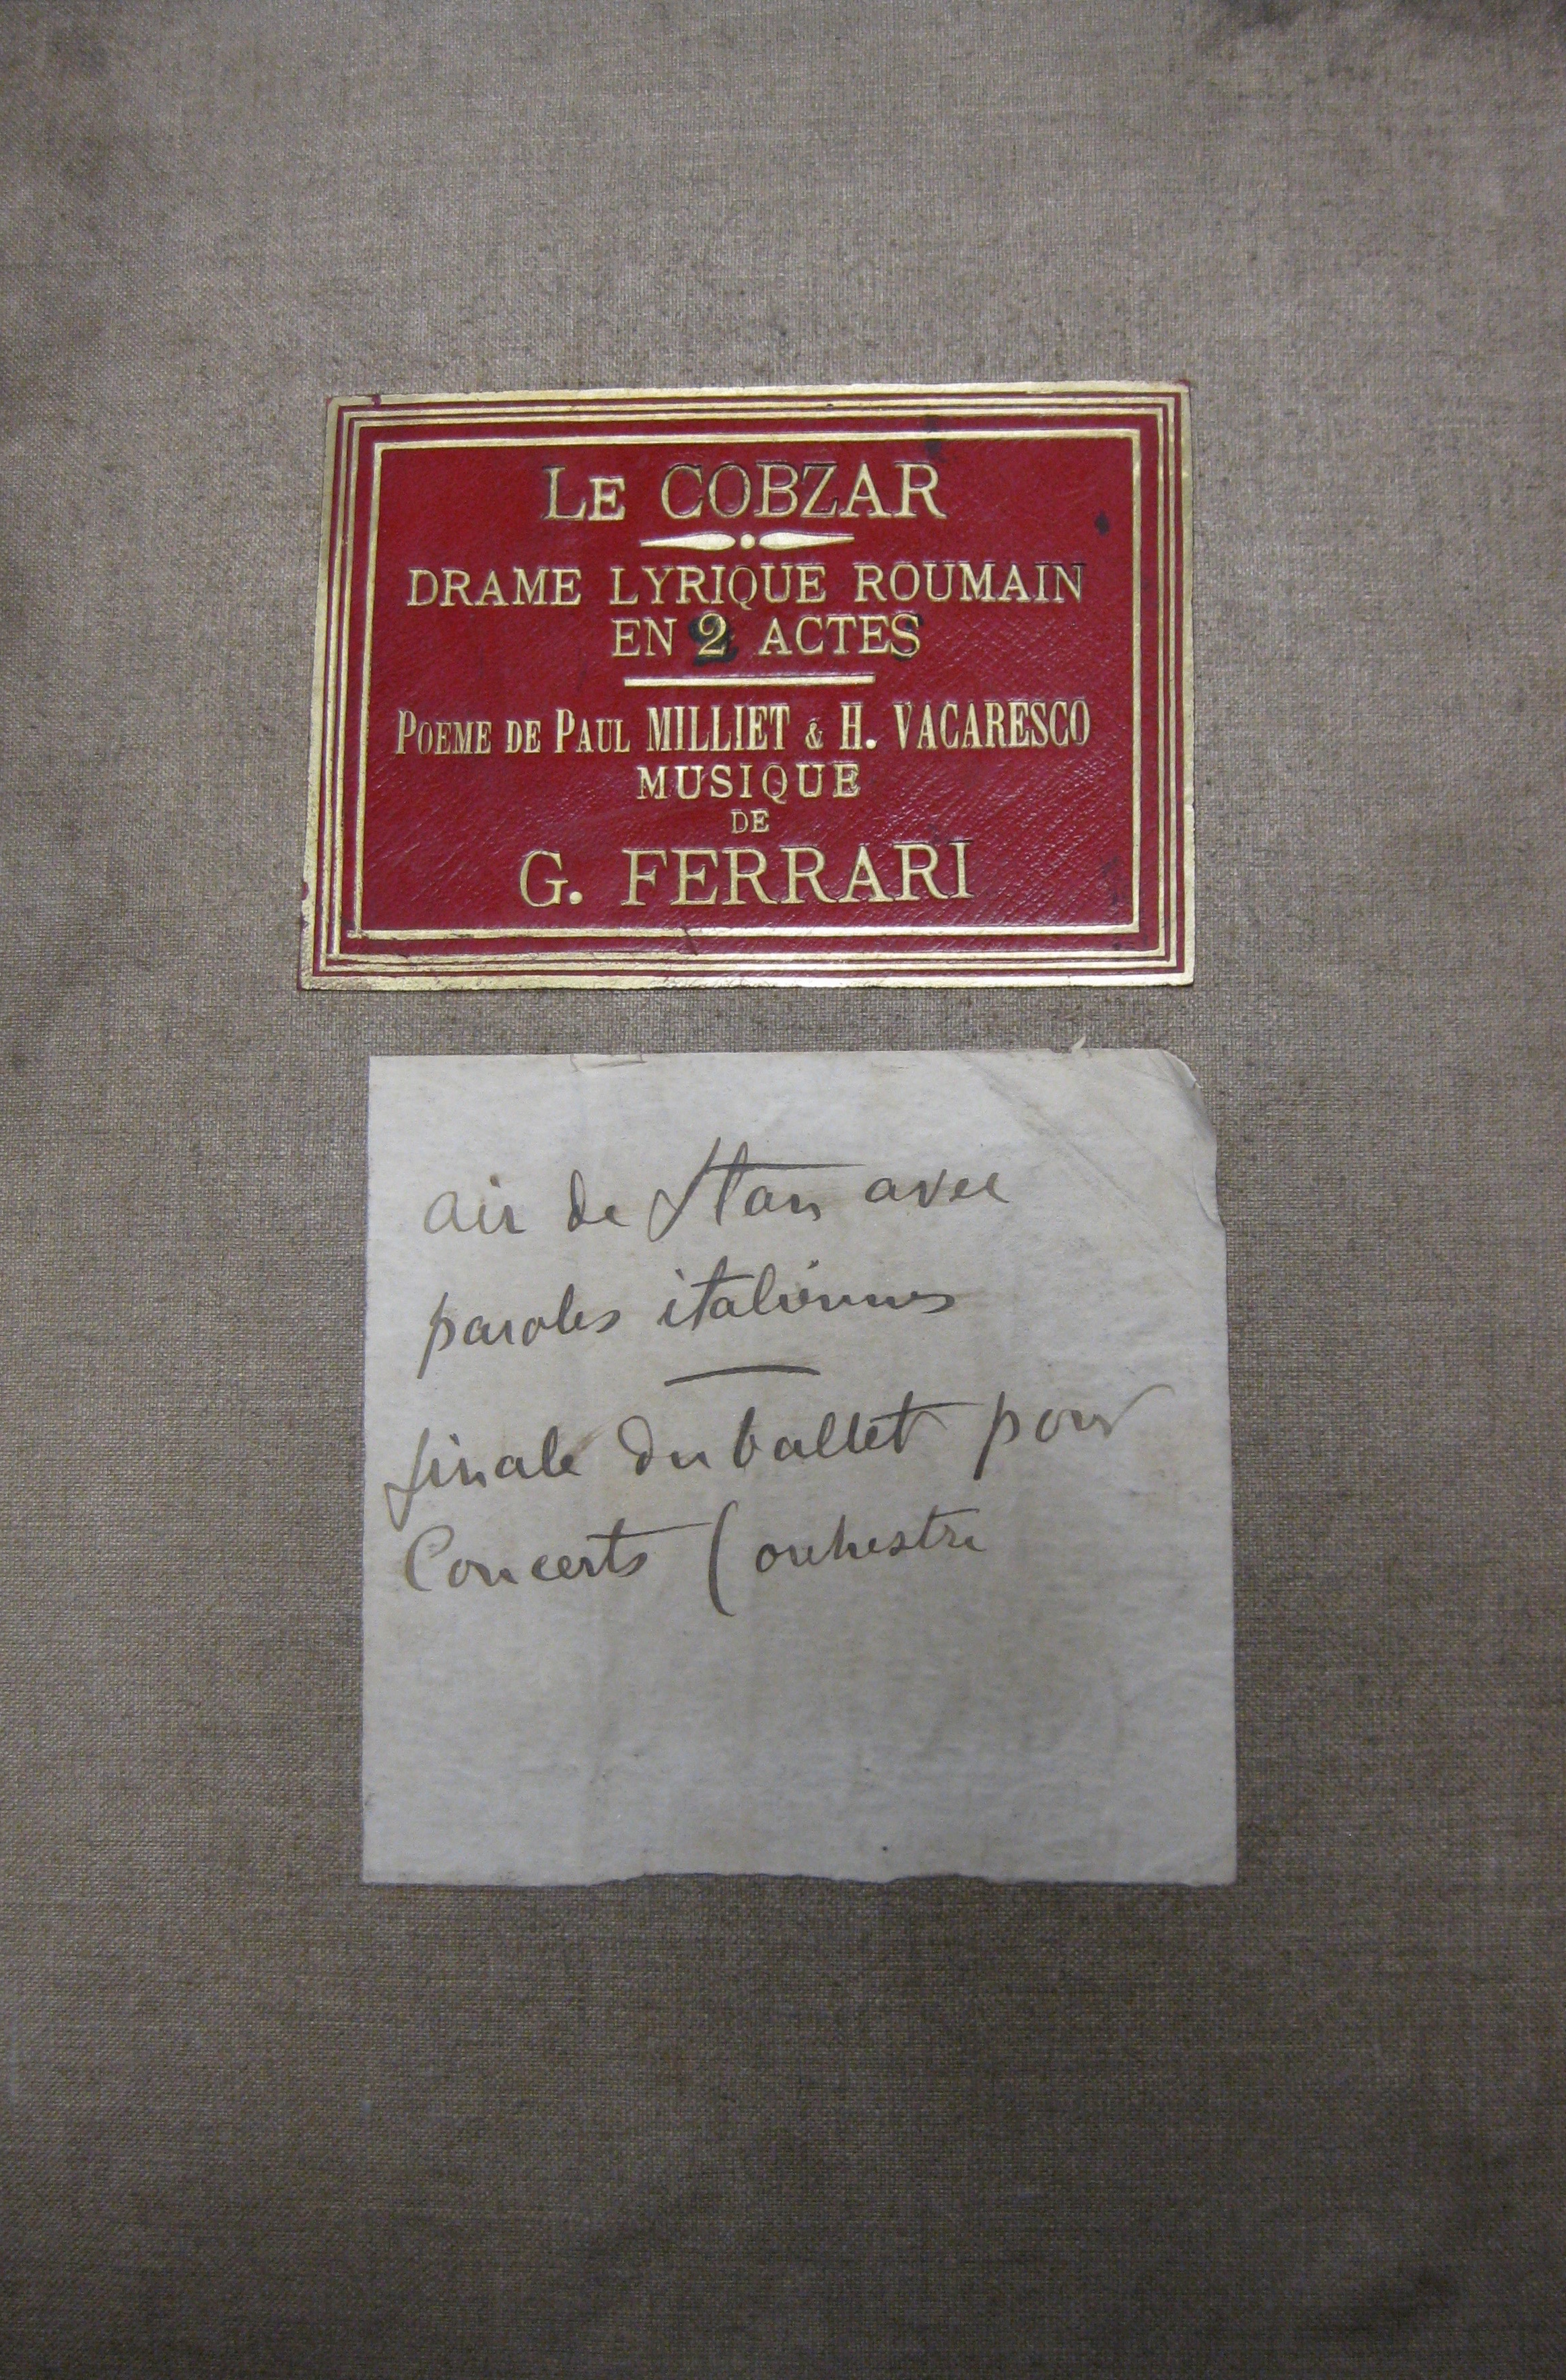 LE COBZAR
DRAME LYRIQUE ROUMAIN
EN 2 ACTES
POEME DE PAUL MILLIET & H. VACARESCO
MUSIQUE
DE
G. FERRARI
air de Stan avec
paroles italiennes
finale du ballet pour
Concerts (orchestre